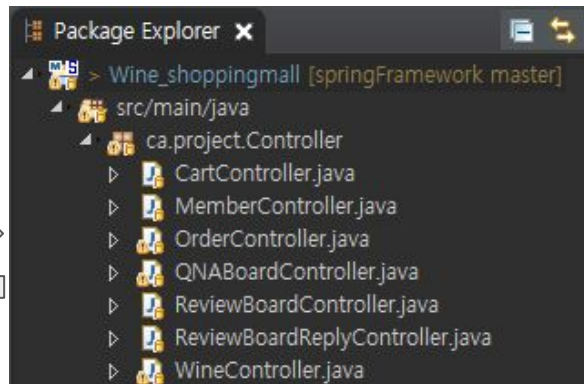 Package Explorer
> Wine_shoppingmall [springFramework master]
src/main/java
ca.project.Controller
CartController.java
MemberController.java
OrderController.java
QNABoardController.java
ReviewBoardController.java
ReviewBoardReplyController.java
WineController.java